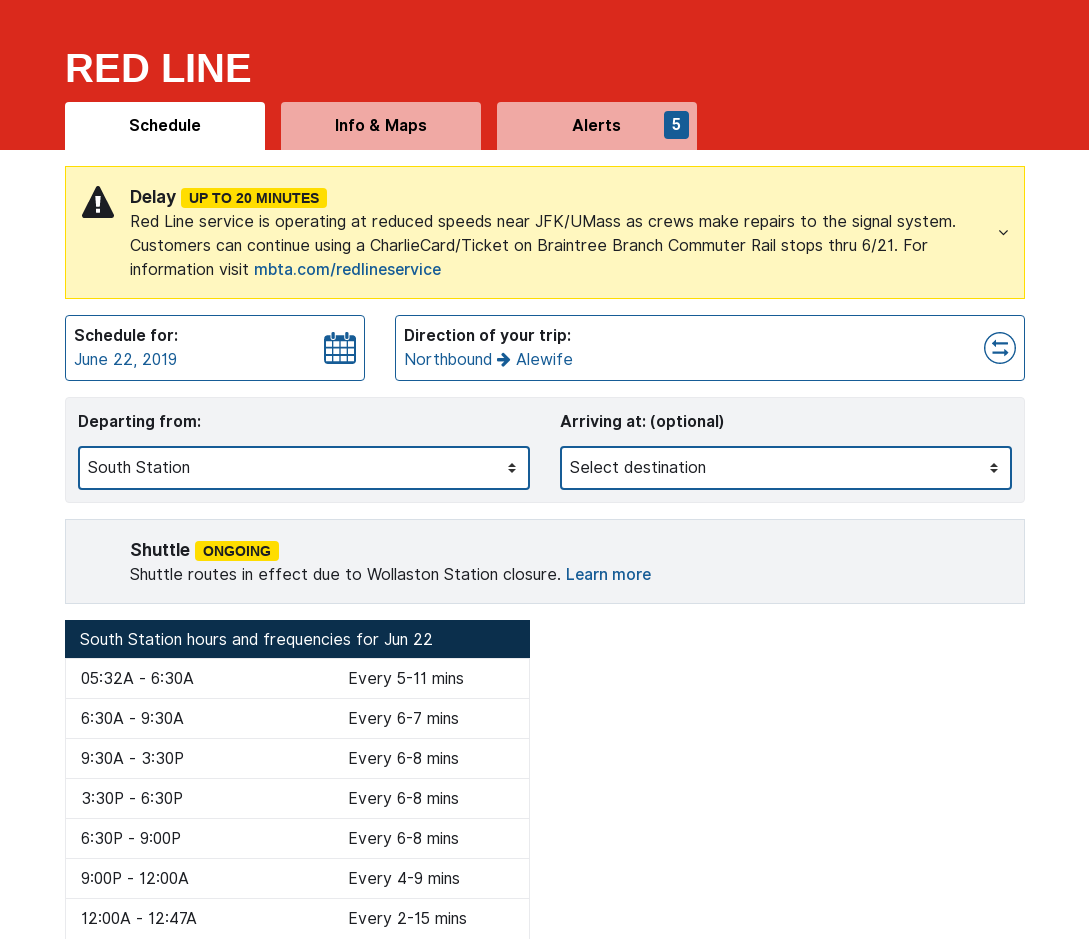 RED LINE
Schedule
Info & Maps
Alerts
5
Delay UP TO 20 MINUTES
Red Line service is operating at reduced speeds near JFK/UMass as crews make repairs to the signal system.
Customers can continue using a CharlieCard/Ticket on Braintree Branch Commuter Rail stops thru 6/21. For
information visit mbta.com/redlineservice
Schedule for:
June 22, 2019
Direction of your trip:
Northbound → Alewife
Departing from:
South Station
Arriving at: (optional)
Select destination
Shuttle ONGOING
Shuttle routes in effect due to Wollaston Station closure. Learn more
South Station hours and frequencies for Jun 22
05:32A - 6:30A Every 5-11 mins
6:30A - 9:30A Every 6-7 mins
9:30A - 3:30P Every 6-8 mins
3:30P - 6:30P Every 6-8 mins
6:30P - 9:00P Every 6-8 mins
9:00P - 12:00A Every 4-9 mins
12:00A - 12:47A Every 2-15 mins